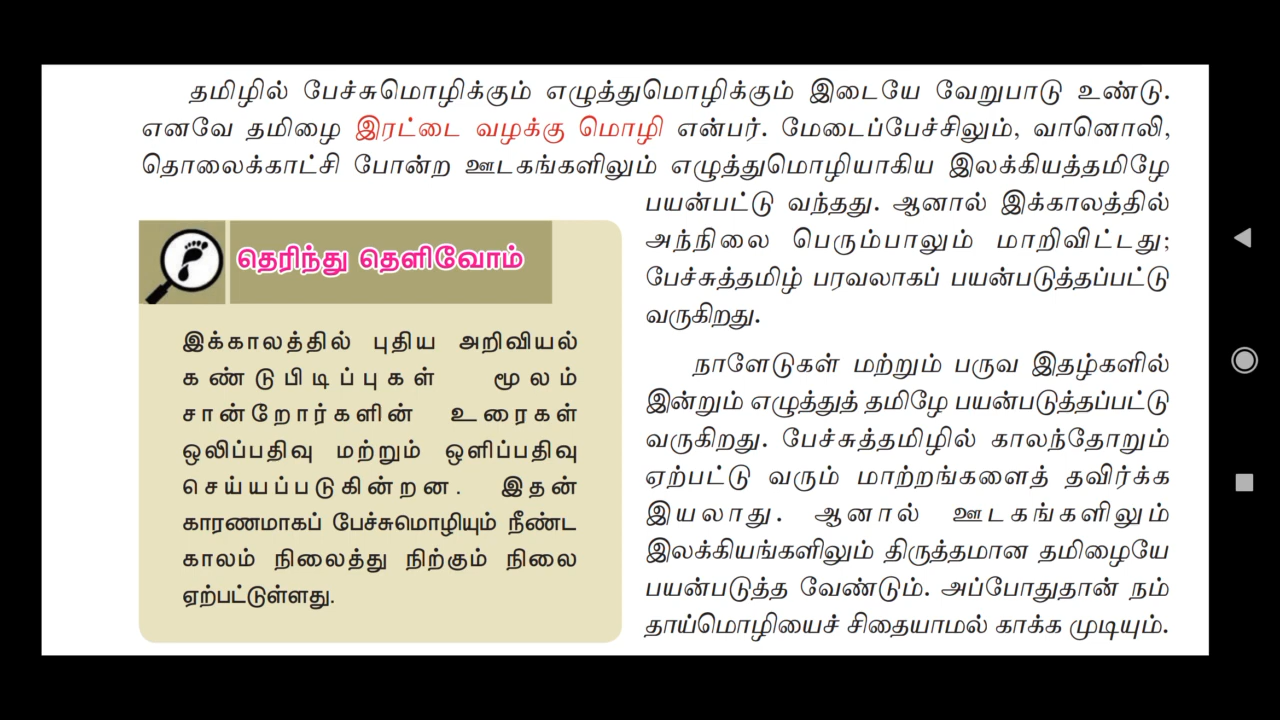 தமிழில் பேச்சுமொழிக்கும் எழுத்துமொழிக்கும் இடையே வேறுபாடு உண்டு.
எனவே தமிழை இரட்டை வழக்கு மொழி என்பர். மேடைப்பேச்சிலும், வானொலி,
தொலைக்காட்சி போன்ற ஊடகங்களிலும் எழுத்துமொழியாகிய இலக்கியத்தமிழே
பயன்பட்டு வந்தது. ஆனால் இக்காலத்தில்
அந்நிலை பெரும்பாலும் மாறிவிட்டது;
பேச்சுத்தமிழ் பரவலாகப் பயன்படுத்தப்பட்டு
வருகிறது.
நாளேடுகள் மற்றும் பருவ இதழ்களில்
இன்றும் எழுத்துத் தமிழே பயன்படுத்தப்பட்டு
வருகிறது. பேச்சுத்தமிழில் காலந்தோறும்
ஏற்பட்டு வரும் மாற்றங்களைத் தவிர்க்க
இயலாது. ஆனால் ஊடகங்களிலும்
இலக்கியங்களிலும் திருத்தமான தமிழையே
பயன்படுத்த வேண்டும். அப்போதுதான் நம்
தாய்மொழியைச் சிதையாமல் காக்க முடியும்.
தெரிந்து தெளிவோம்
இக்காலத்தில் புதிய அறிவியல்
கண்டுபிடிப்புகள் மூலம்
சான்றோர்களின் உரைகள்
ஒலிப்பதிவு மற்றும் ஒளிப்பதிவு
செய்யப்படுகின்றன. இதன்
காரணமாகப் பேச்சுமொழியும் நீண்ட
காலம் நிலைத்து நிற்கும் நிலை
ஏற்பட்டுள்ளது.